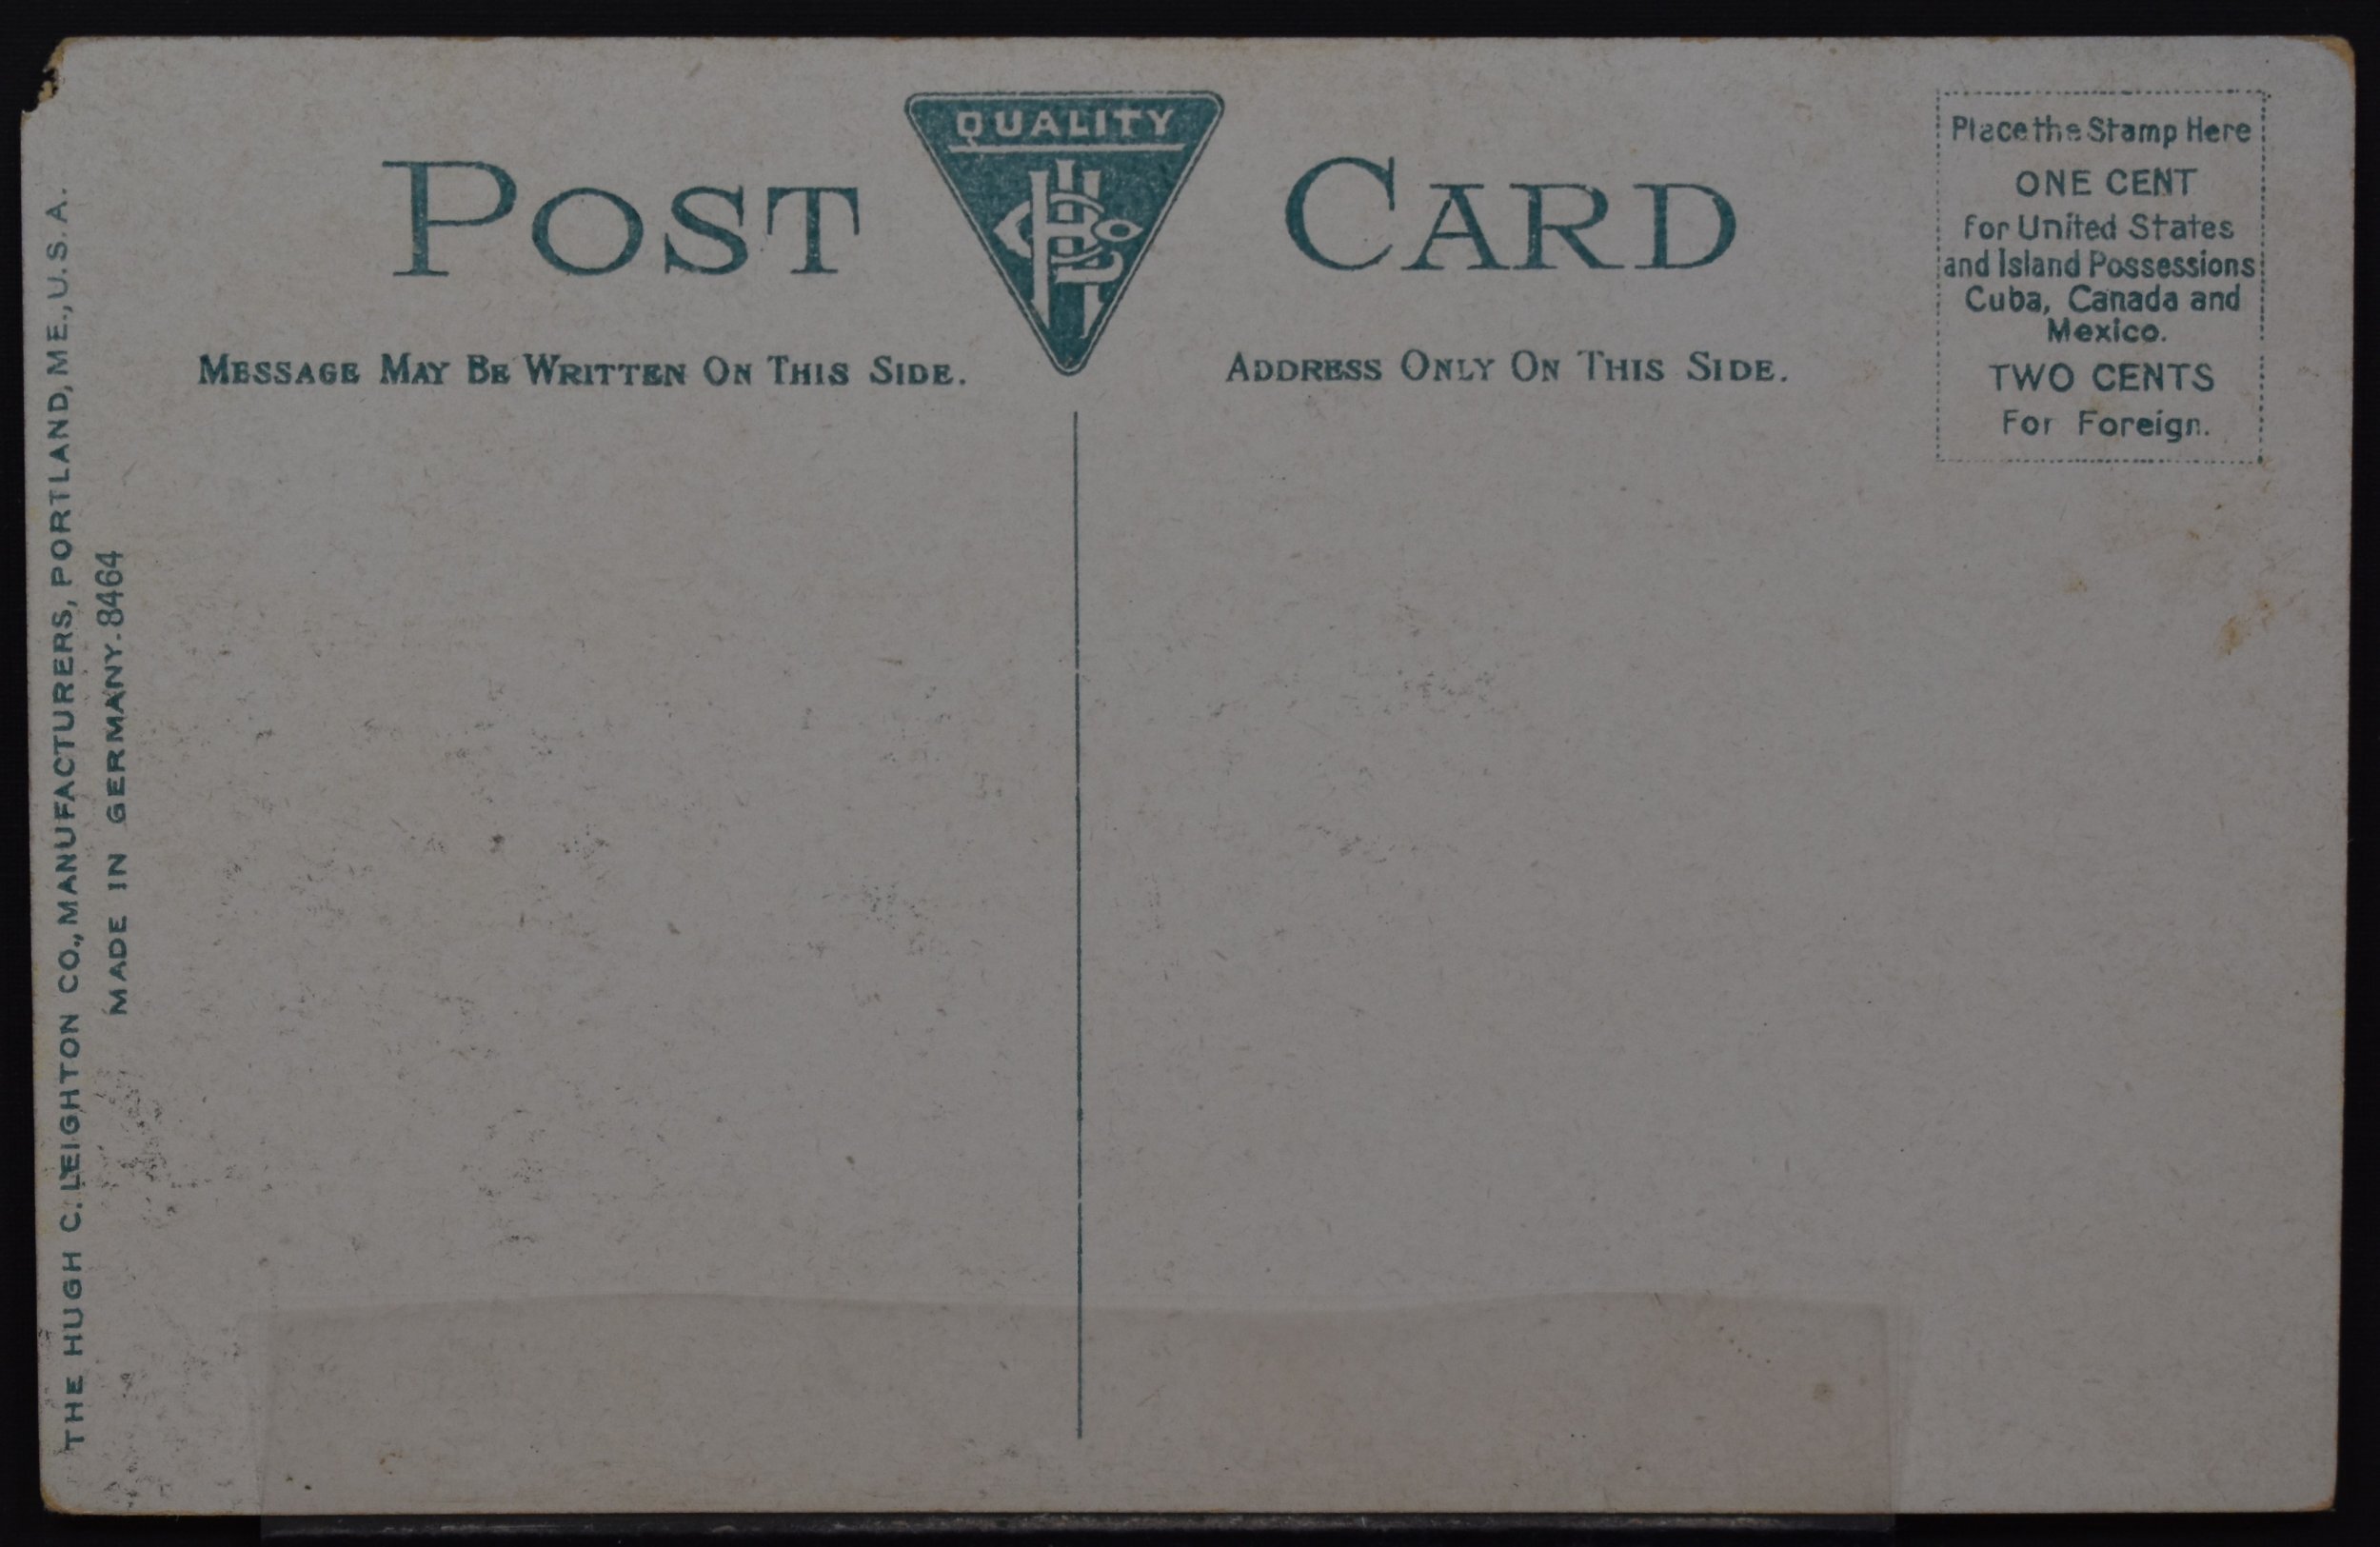 QUALITY
POST CARD
MESSAGE MAY BE WRITTEN ON THIS SIDE.
ADDRESS ONLY ON THIS SIDE.
Place the Stamp Here
ONE CENT
for United States
and Island Possessions
Cuba, Canada and
Mexico.
TWO CENTS
For Foreign.
THE HUGH C. LEIGHTON CO., MANUFACTURERS, PORTLAND, ME., U.S.A.
MADE IN GERMANY. 8464